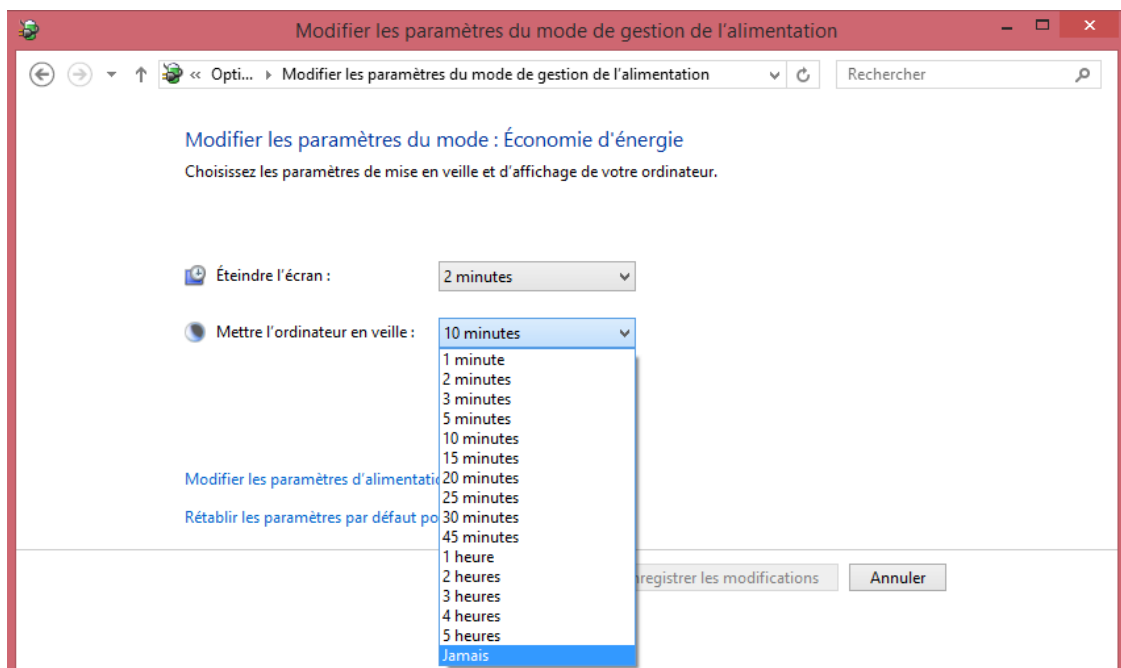 Modifier les paramètres du mode de gestion de l'alimentation
« Opti... Modifier les paramètres du mode de gestion de l'alimentation
Rechercher
Modifier les paramètres du mode : Économie d'énergie
Choisissez les paramètres de mise en veille et d'affichage de votre ordinateur.
Éteindre l'écran :
2 minutes
Mettre l'ordinateur en veille :
10 minutes
1 minute
2 minutes
3 minutes
5 minutes
10 minutes
15 minutes
Modifier les paramètres d'alimentati
20 minutes
25 minutes
Rétablir les paramètres par défaut po
30 minutes
45 minutes
1 heure
2 heures
nregistrer les modifications
Annuler
3 heures
4 heures
5 heures
Jamais